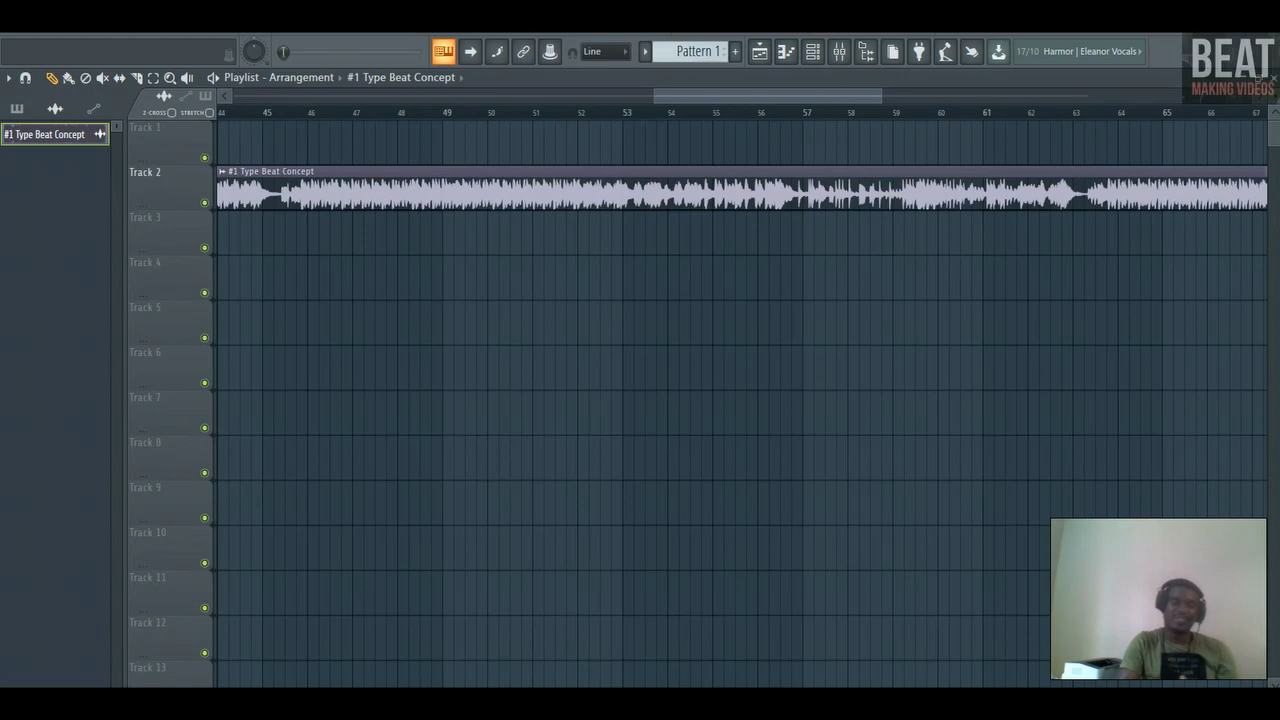 Line
Pattern 1
+
17/10 Harmor | Eleanor Vocals
BEAT
MAKING VIDEOS
Playlist - Arrangement #1 Type Beat Concept
Z-CROSS STRETCH
44 45 46 47 48 49 50 51 52 53 54 55 56 57 58 59 60 61 62 63 64 65 66 67
#1 Type Beat Concept
Track 1
Track 2
#1 Type Beat Concept
Track 3
Track 4
Track 5
Track 6
Track 7
Track 8
Track 9
Track 10
Track 11
Track 12
Track 13